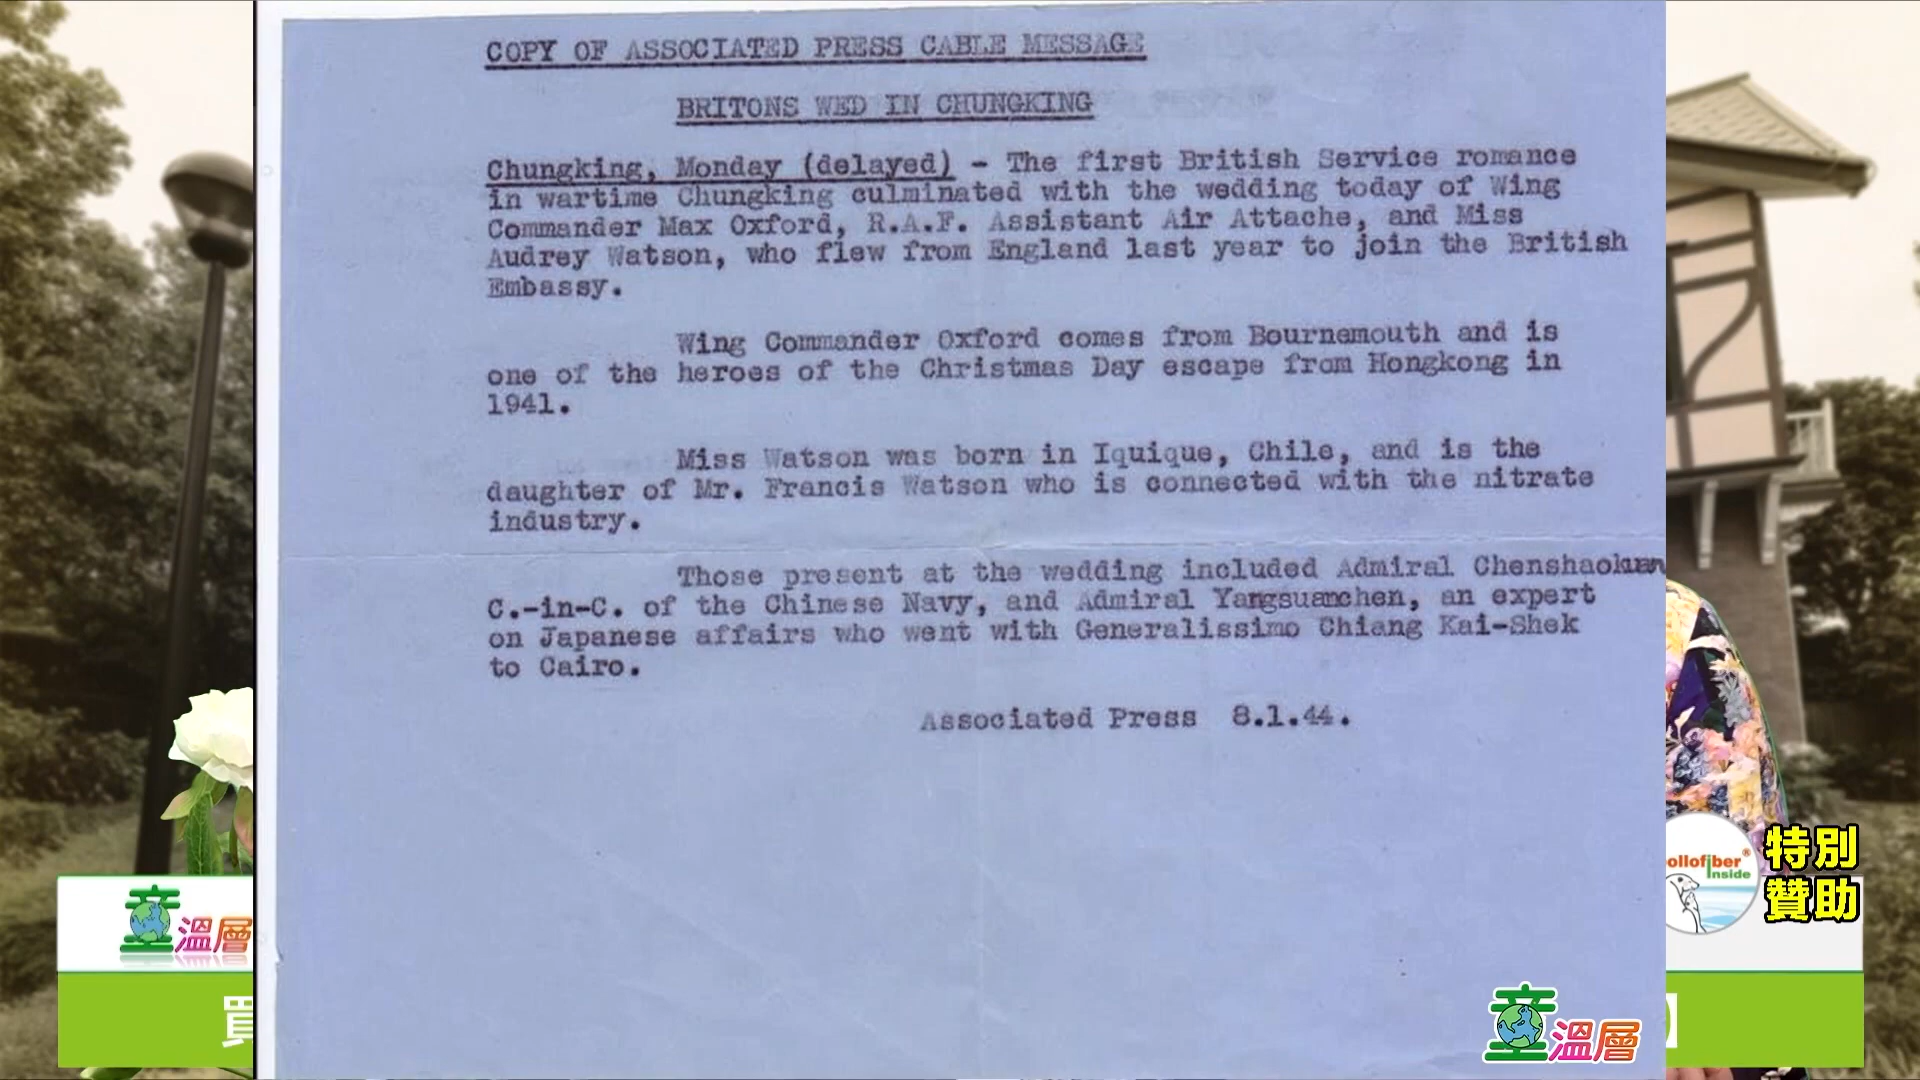 COPY OF ASSOCIATED PRESS CABLE MESSAGE
BRITONS WED IN CHUNGKING
Chungking, Monday (delayed) - The first British Service romance
in wartime Chungking culminated with the wedding today of Wing
Commander Max Oxford, R.A.F. Assistant Air Attache, and Miss
Audrey Watson, who flew from England last year to join the British
Embassy.
Wing Commander Oxford comes from Bournemouth and is
one of the heroes of the Christmas Day escape from Hongkong in
1941.
Miss Watson was born in Iquique, Chile, and is the
daughter of Mr. Francis Watson who is connected with the nitrate
industry.
Those present at the wedding included Admiral Chenshaokuan
C.-in-C. of the Chinese Navy, and Admiral Yangsuanchen, an expert
on Japanese affairs who went with Generalissimo Chiang Kai-Shek
to Cairo.
Associated Press 8.1.44.
ollofiber®
Inside
特別
贊助
童溫層
買
童溫層